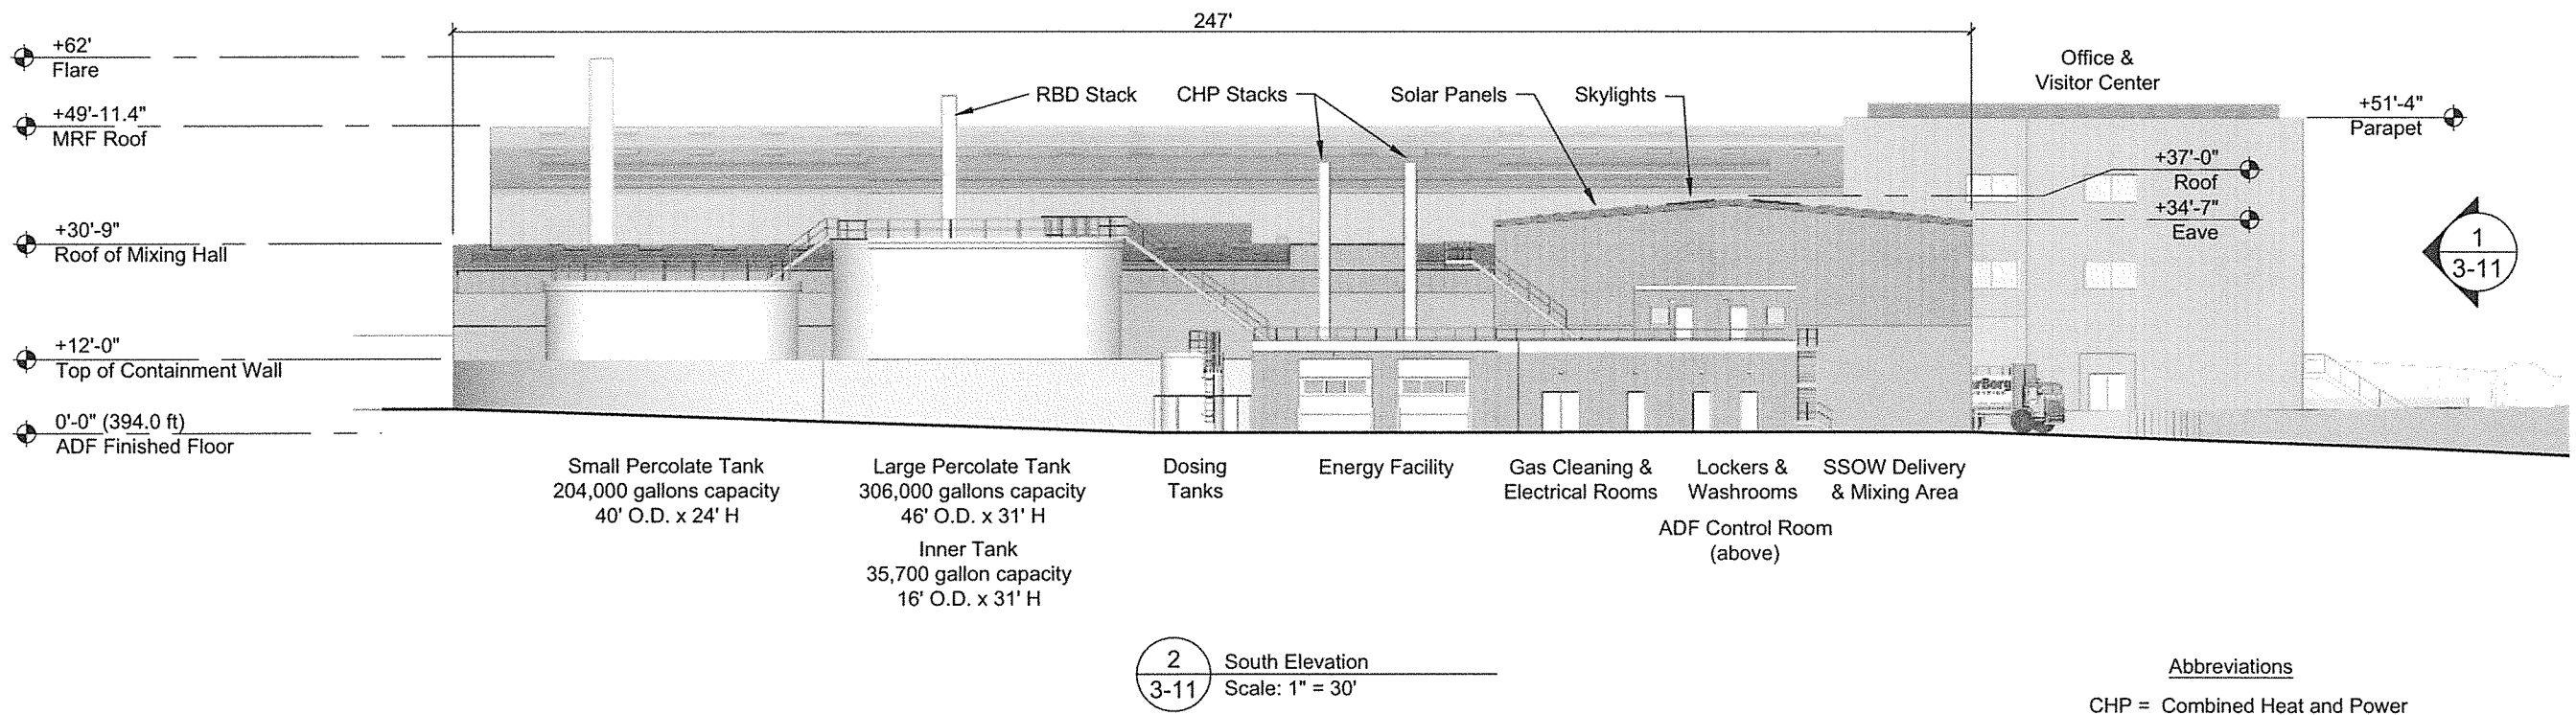 247'
+62'
Flare
+49'-11.4"
MRF Roof
+30'-9"
Roof of Mixing Hall
+12'-0"
Top of Containment Wall
0'-0" (394.0 ft)
ADF Finished Floor
RBD Stack
CHP Stacks
Solar Panels
Skylights
Office &
Visitor Center
+51'-4"
Parapet
+37'-0"
Roof
+34'-7"
Eave
1
3-11
rBorg
Small Percolate Tank
204,000 gallons capacity
40' O.D. x 24' H
Large Percolate Tank
306,000 gallons capacity
46' O.D. x 31' H
Inner Tank
35,700 gallon capacity
16' O.D. x 31' H
Dosing
Tanks
Energy Facility
Gas Cleaning &
Electrical Rooms
Lockers &
Washrooms
ADF Control Room
(above)
SSOW Delivery
& Mixing Area
2
3-11
South Elevation
Scale: 1" = 30'
Abbreviations
CHP = Combined Heat and Power